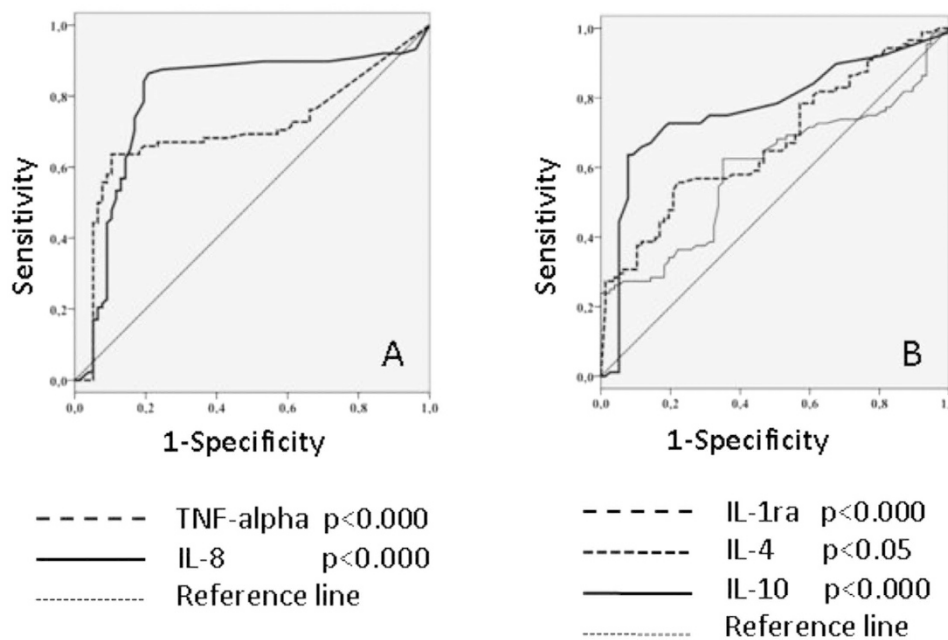 1,0
0,8
0,6
0,4
0,2
0,0
Sensitivity
A
0,0 0,2 0,4 0,6 0,8 1,0
1-Specificity
TNF-alpha p<0.000
IL-8 p<0.000
Reference line
1,0
0,8
0,6
0,4
0,2
0,0
Sensitivity
B
0,0 0,2 0,4 0,6 0,8 1,0
1-Specificity
IL-1ra p<0.000
IL-4 p<0.05
IL-10 p<0.000
Reference line